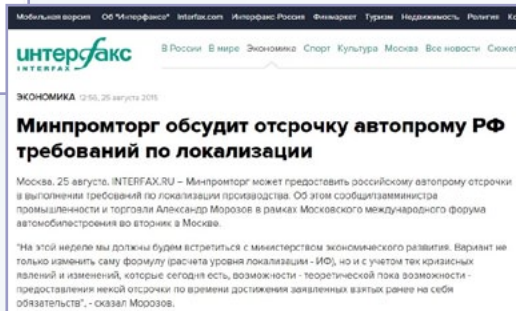 Мобильная версия Об "Интерфаксе" Interfax.com Интерфакс-Россия Финмаркет Туризм Недвижимость Религия
интерфакс
INTERFAX
В России В мире Экономика Спорт Культура Москва Все новости Сюжет
ЭКОНОМИКА 12:56, 25 августа 2015
Минпромторг обсудит отсрочку автопрому РФ
требований по локализации
Москва. 25 августа. INTERFAX.RU – Минпромторг может предоставить российскому автопрому отсрочки
в выполнении требований по локализации производства. Об этом сообщил замминистра
промышленности и торговли Александр Морозов в рамках Московского международного форума
автомобилестроения во вторник в Москве.
"На этой неделе мы должны будем встретиться с министерством экономического развития. Вариант не
только изменить саму формулу (расчета уровня локализации - ИФ), но и с учетом тех кризисных
явлений и изменений, которые сегодня есть, возможности - теоретической пока возможности -
предоставления некой отсрочки по времени достижения заявленных взятых ранее на себя
обязательств", - сказал Морозов.